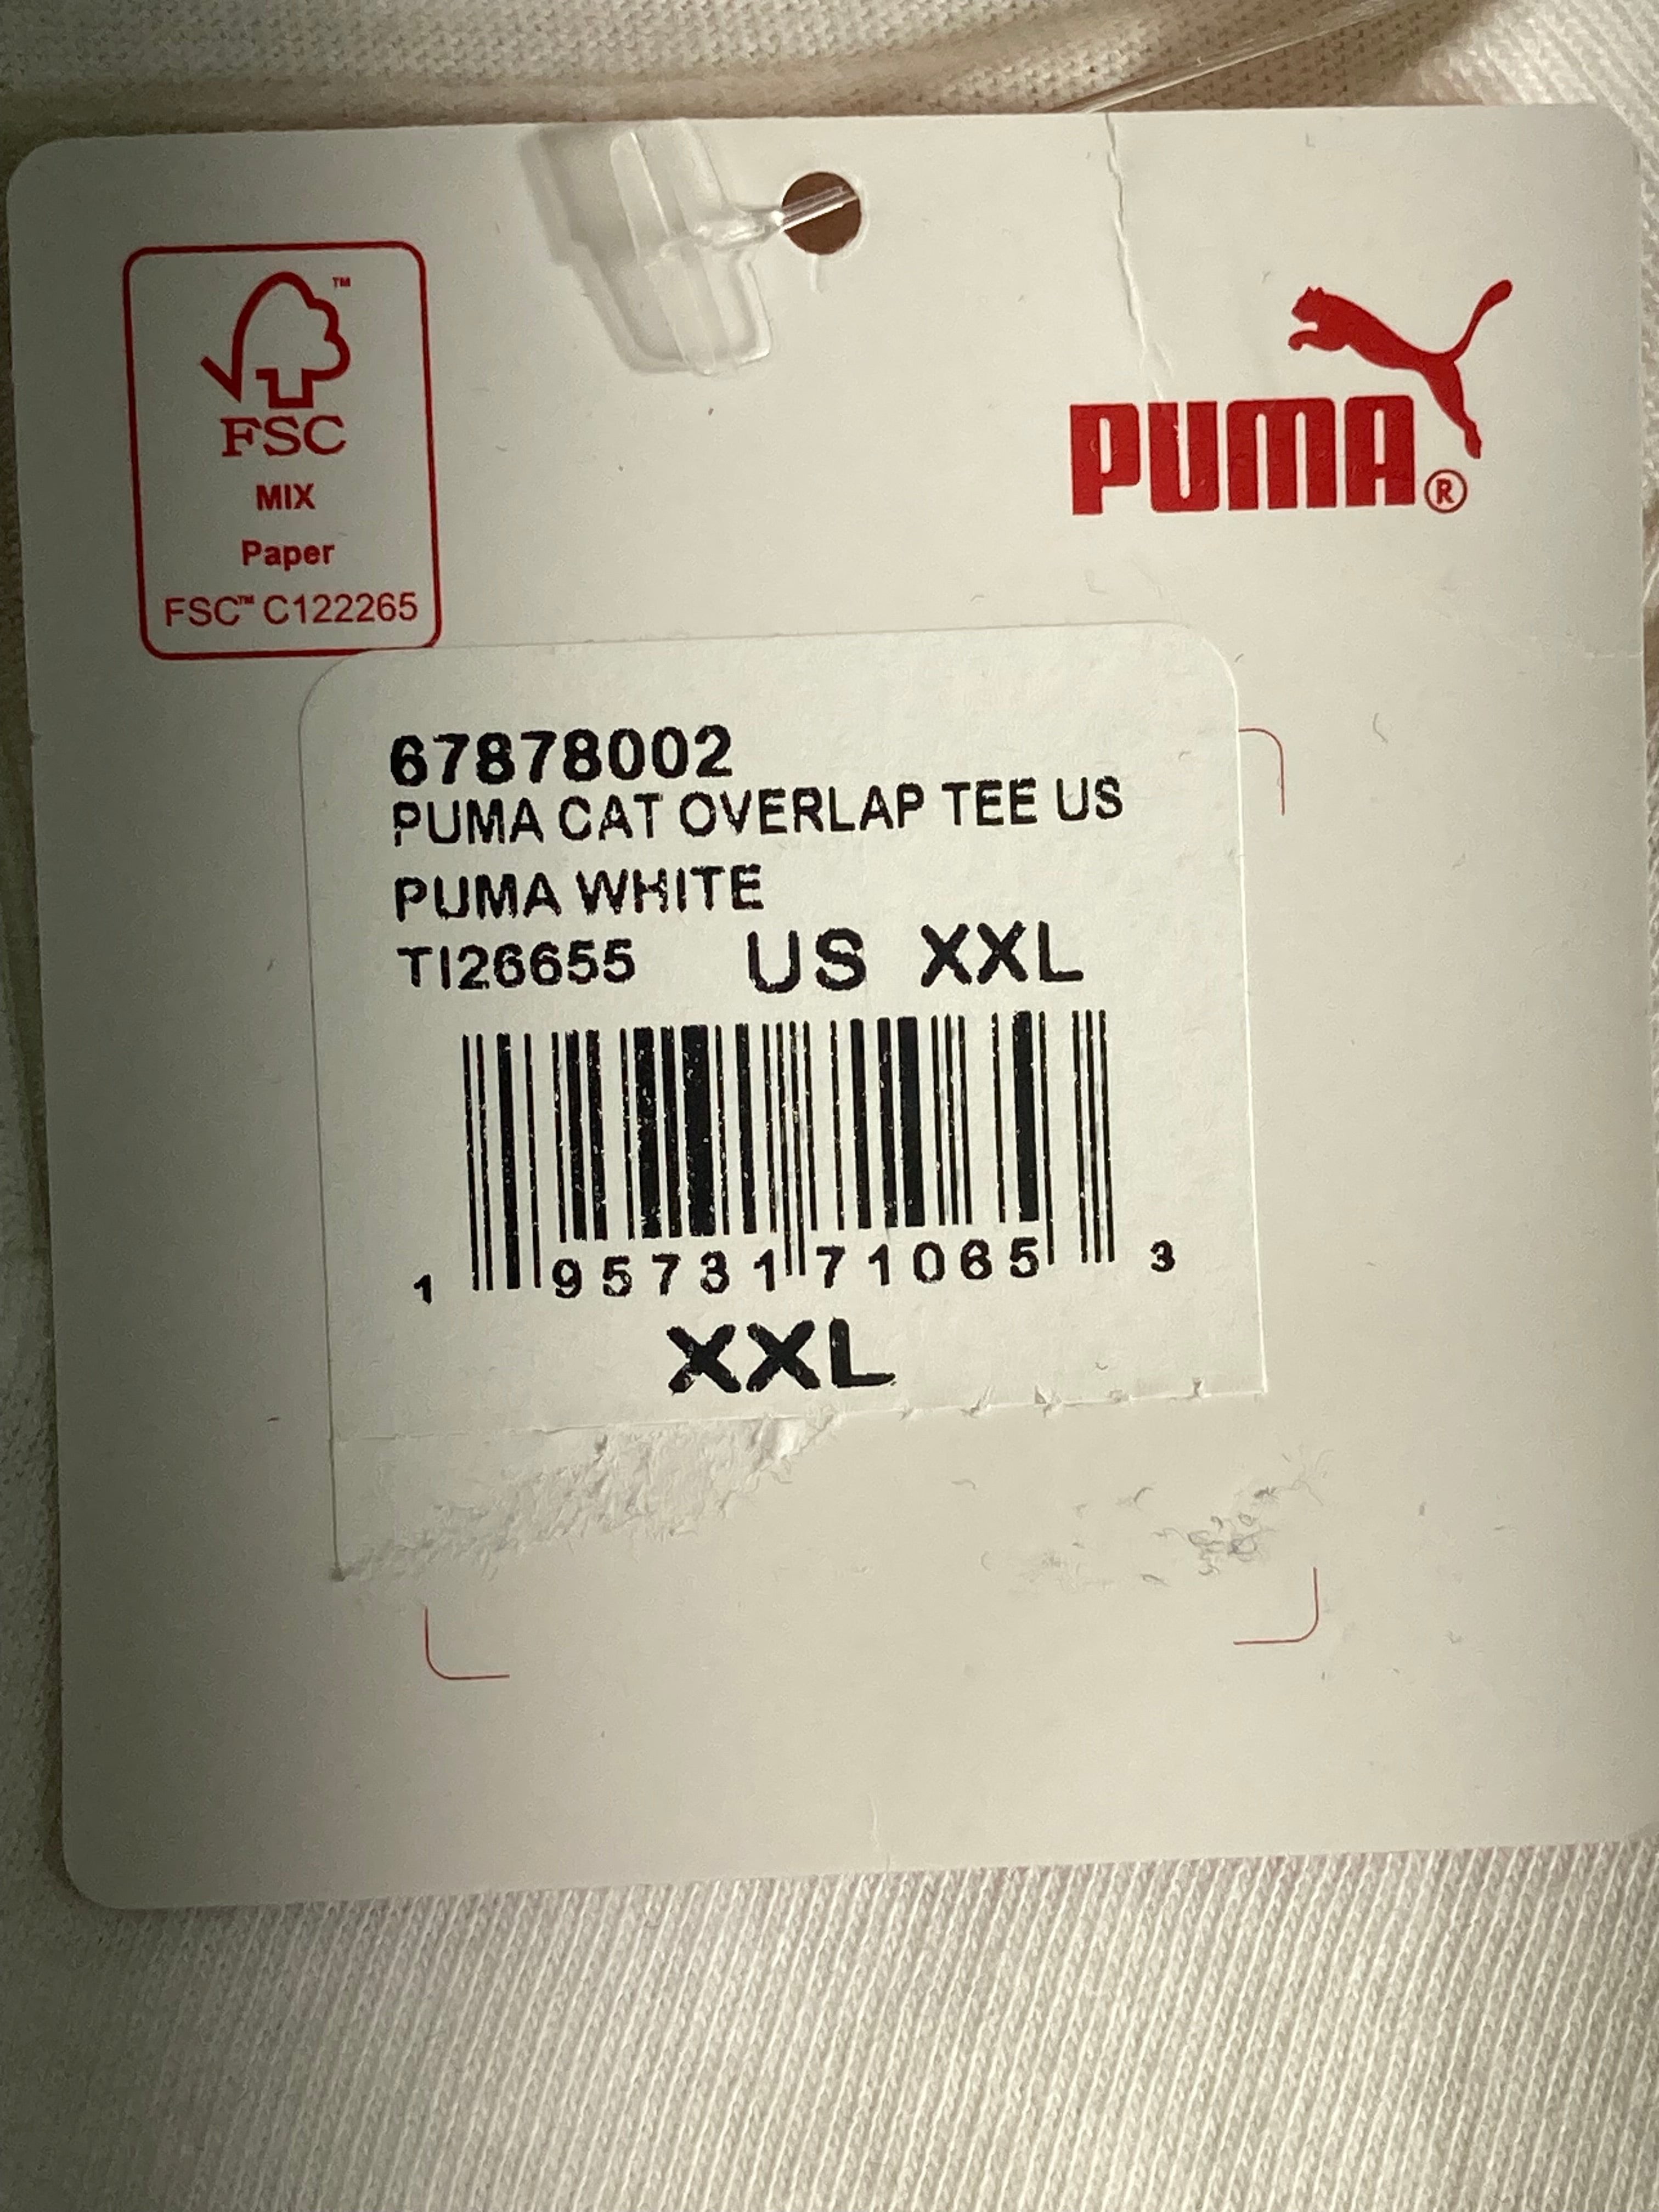 ™
FSC
MIX
Paper
FSC™ C122265
PUMA®
67878002
PUMA CAT OVERLAP TEE US
PUMA WHITE
TI26655 US XXL
1 95731 71065 3
XXL